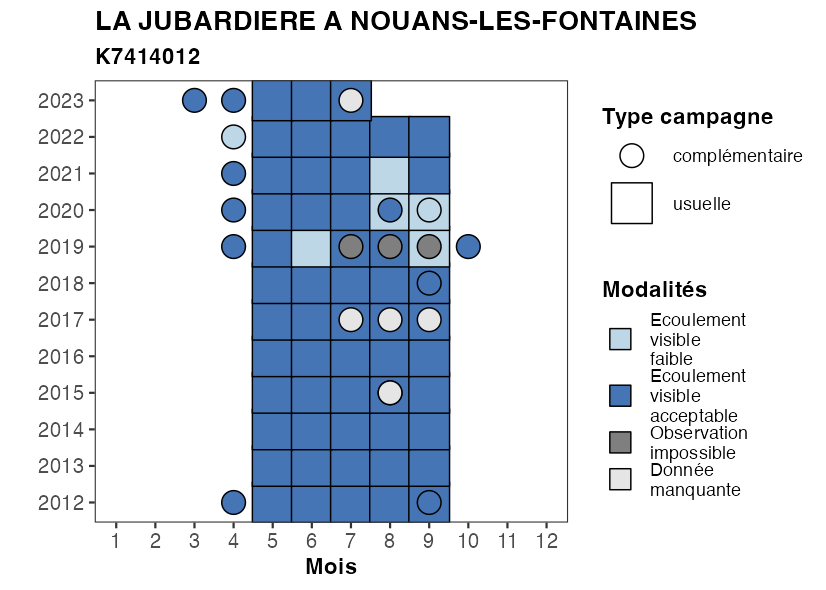 LA JUBARDIERE A NOUANS-LES-FONTAINES
K7414012
2023
2022
2021
2020
2019
2018
2017
2016
2015
2014
2013
2012
1 2 3 4 5 6 7 8 9 10 11 12
Mois
Type campagne
complémentaire
usuelle
Modalités
Ecoulement
visible
faible
Ecoulement
visible
acceptable
Observation
impossible
Donnée
manquante